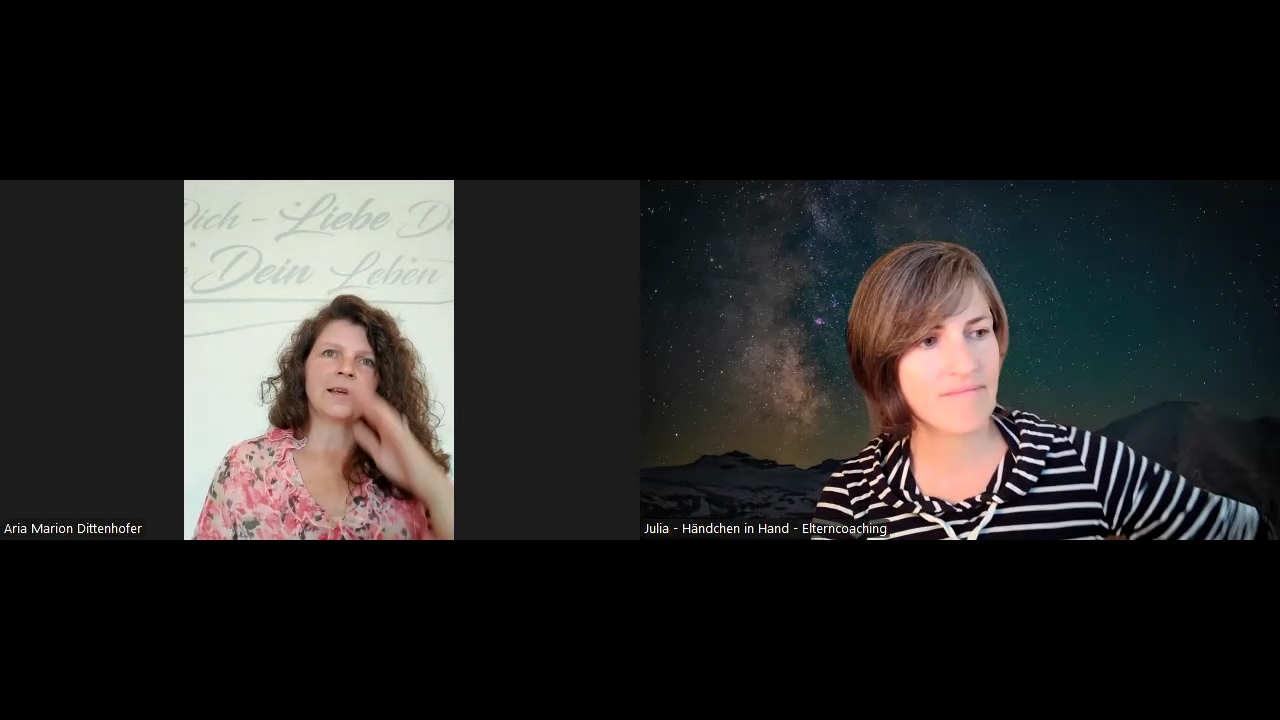 Dich - Liebe
Dein Leben
Aria Marion Dittenhofer
Julia - Händchen in Hand - Elterncoaching